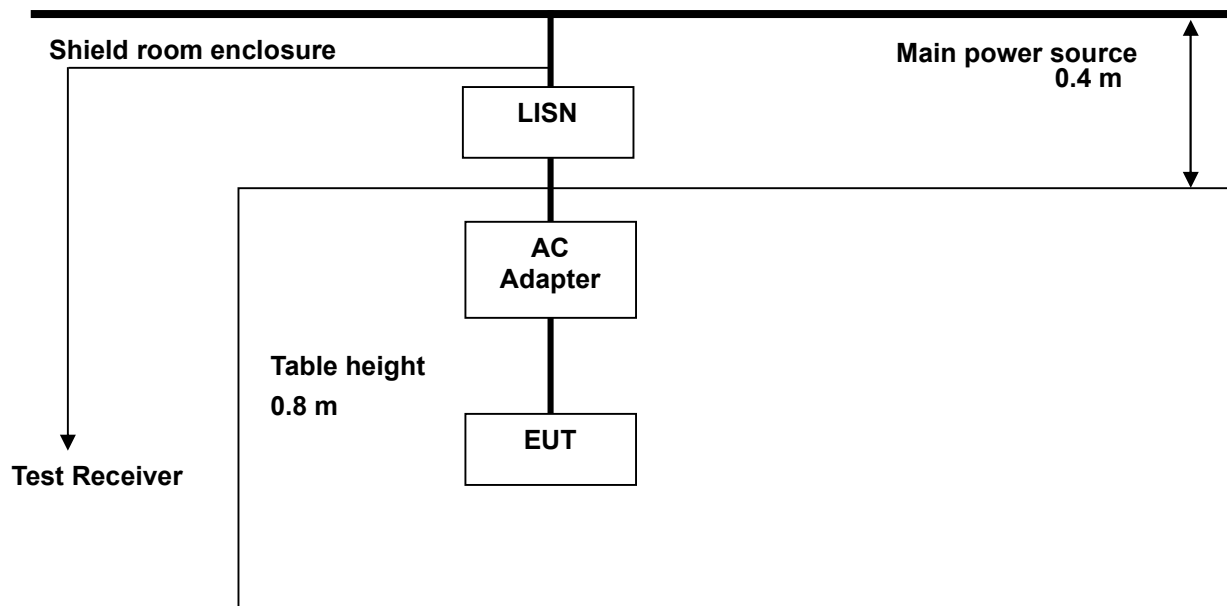 Shield room enclosure
Main power source
0.4 m
LISN
AC
Adapter
Table height
0.8 m
EUT
Test Receiver